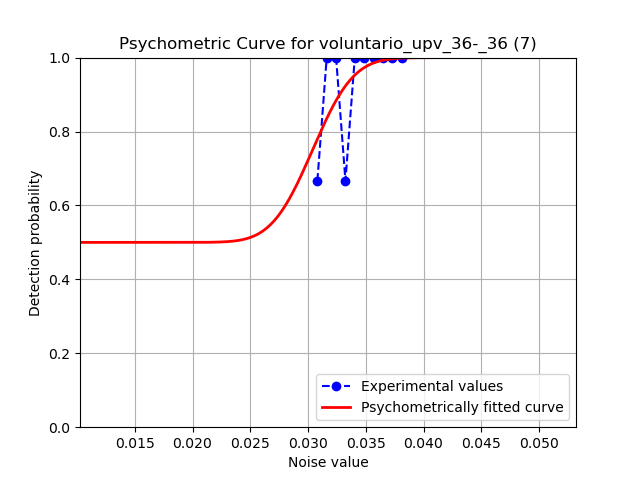 Psychometric Curve for voluntario_upv_36-_36 (7)
Detection probability
1.0
0.8
0.6
0.4
0.2
0.0
Experimental values
Psychometrically fitted curve
0.015 0.020 0.025 0.030 0.035 0.040 0.045 0.050
Noise value